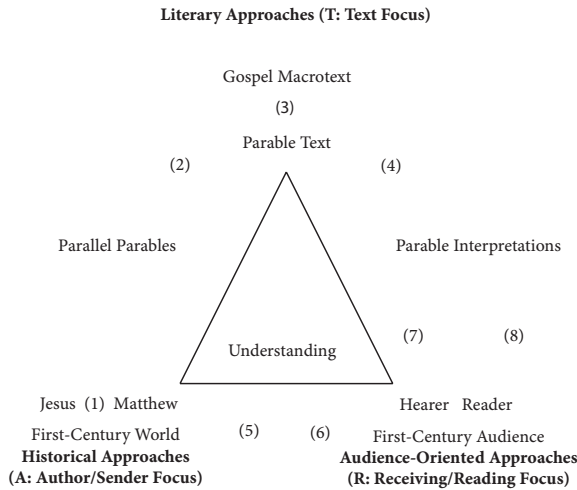 Literary Approaches (T: Text Focus)
Gospel Macrotext
(3)
Parable Text
(2) (4)
Parallel Parables Parable Interpretations
(7) (8)
Understanding
Jesus (1) Matthew Hearer Reader
First-Century World (5) (6) First-Century Audience
Historical Approaches Audience-Oriented Approaches
(A: Author/Sender Focus) (R: Receiving/Reading Focus)